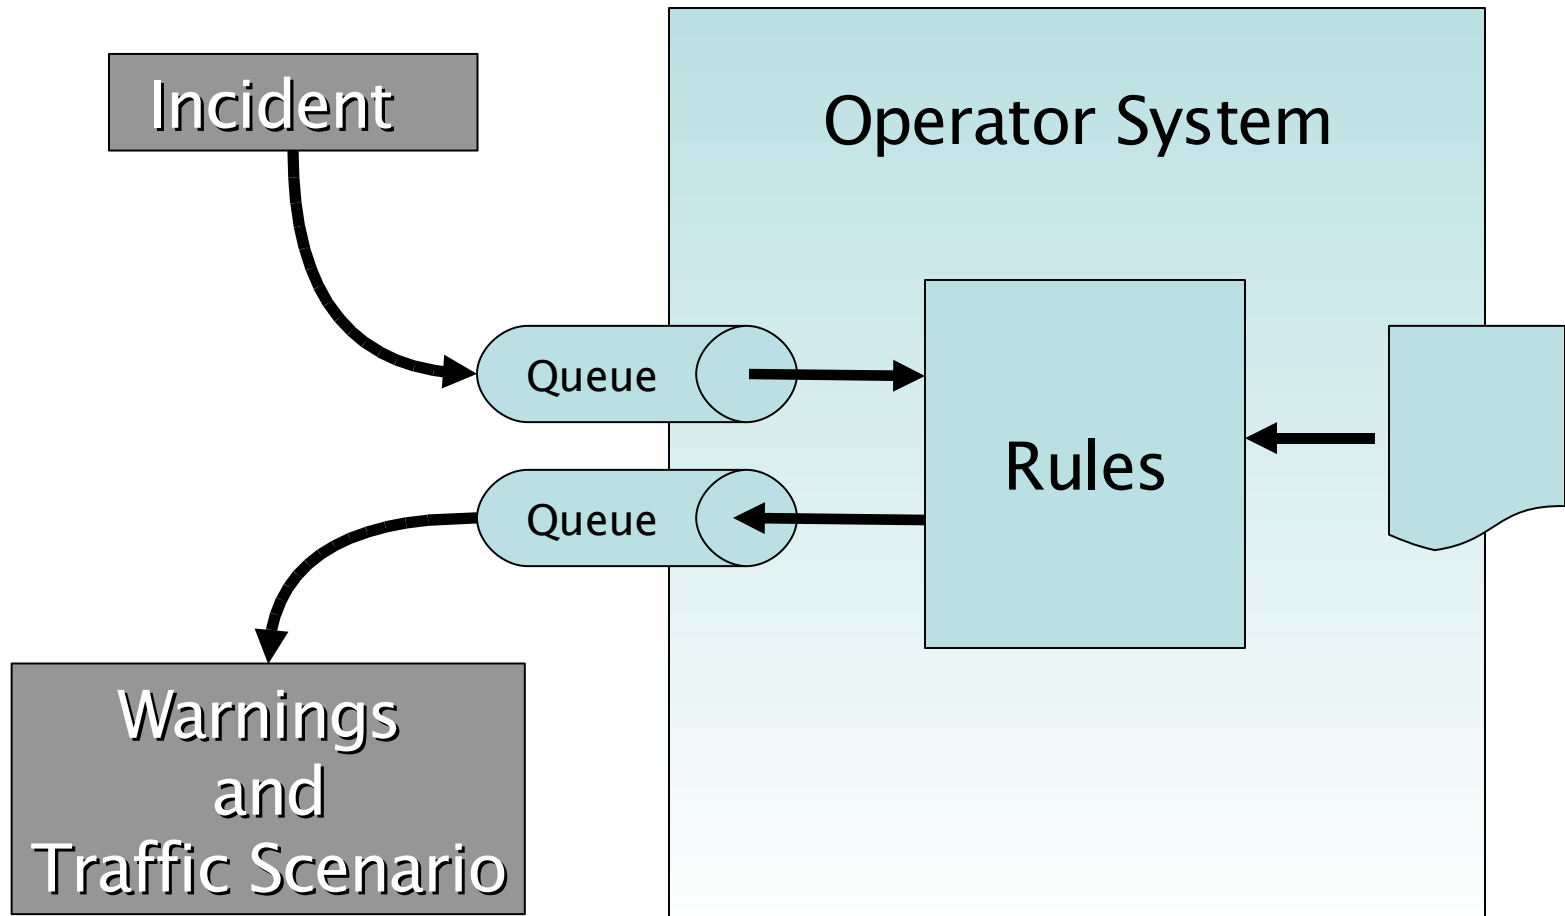 Incident
Operator System
Queue
Rules
Queue
Warnings
and
Traffic Scenario